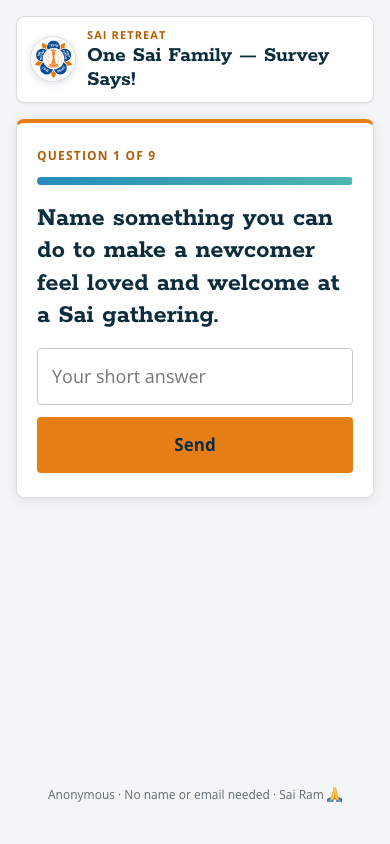 SAI RETREAT
One Sai Family — Survey
Says!
QUESTION 1 OF 9
Name something you can
do to make a newcomer
feel loved and welcome at
a Sai gathering.
Your short answer
Send
Anonymous · No name or email needed · Sai Ram 🙏